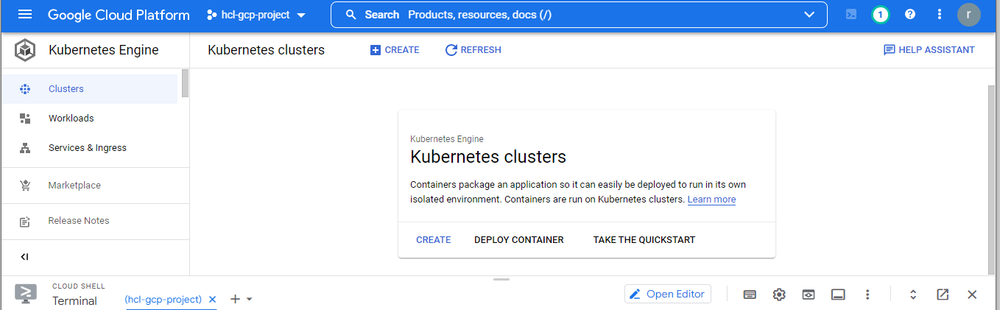 Google Cloud Platform
hcl-gcp-project
Search Products, resources, docs (/)
1
r
Kubernetes Engine
Kubernetes clusters
CREATE
REFRESH
HELP ASSISTANT
Clusters
Workloads
Services & Ingress
Marketplace
Release Notes
Kubernetes Engine
Kubernetes clusters
Containers package an application so it can easily be deployed to run in its own
isolated environment. Containers are run on Kubernetes clusters. Learn more
CREATE
DEPLOY CONTAINER
TAKE THE QUICKSTART
CLOUD SHELL
Terminal
(hcl-gcp-project)
Open Editor